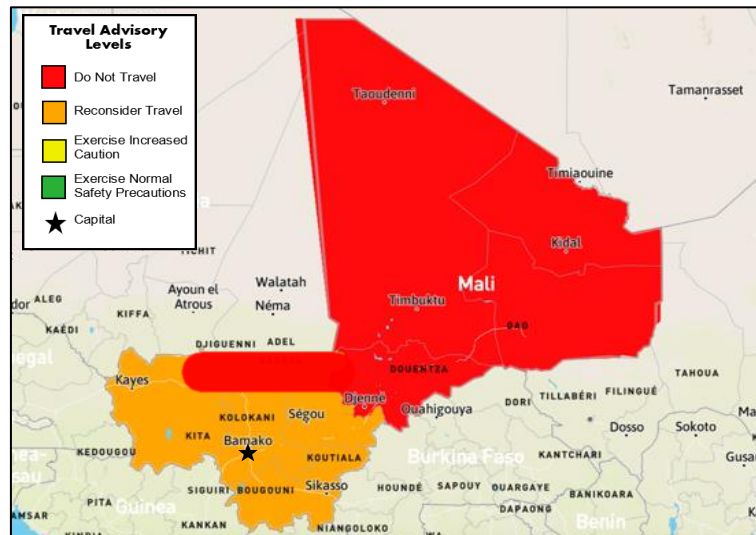 Travel Advisory
Levels
Do Not Travel
Reconsider Travel
Exercise Increased
Caution
Exercise Normal
Safety Precautions
Capital
Taoudenni
Tamanrasset
Timiaouine
Kidal
Mali
TICHIT
Walatah
Ayoun el
Atrous
Néma
Timbuktu
ALEG
KIFFA
GAO
KAÉDI
DJIGUENNI
ADEL
DOUENTZA
TAHOUA
Kayes
Djenné
Ouahigouya
DORI
TILLABÉRI
FILINGUÉ
KOLOKANI
Ségou
Dosso
Sokoto
KITA
Bamako
KEDOUGOU
KOUTIALA
Burkina Faso
KANTCHARI
Gusau
SIGUIRI
BOUGOUNI
Sikasso
HOUNDÉ
SAPOUY
OUARGAYE
BANIKOARA
PITA
Guinea
DAPAONG
KANKAN
NIANGOLOKO
Benin